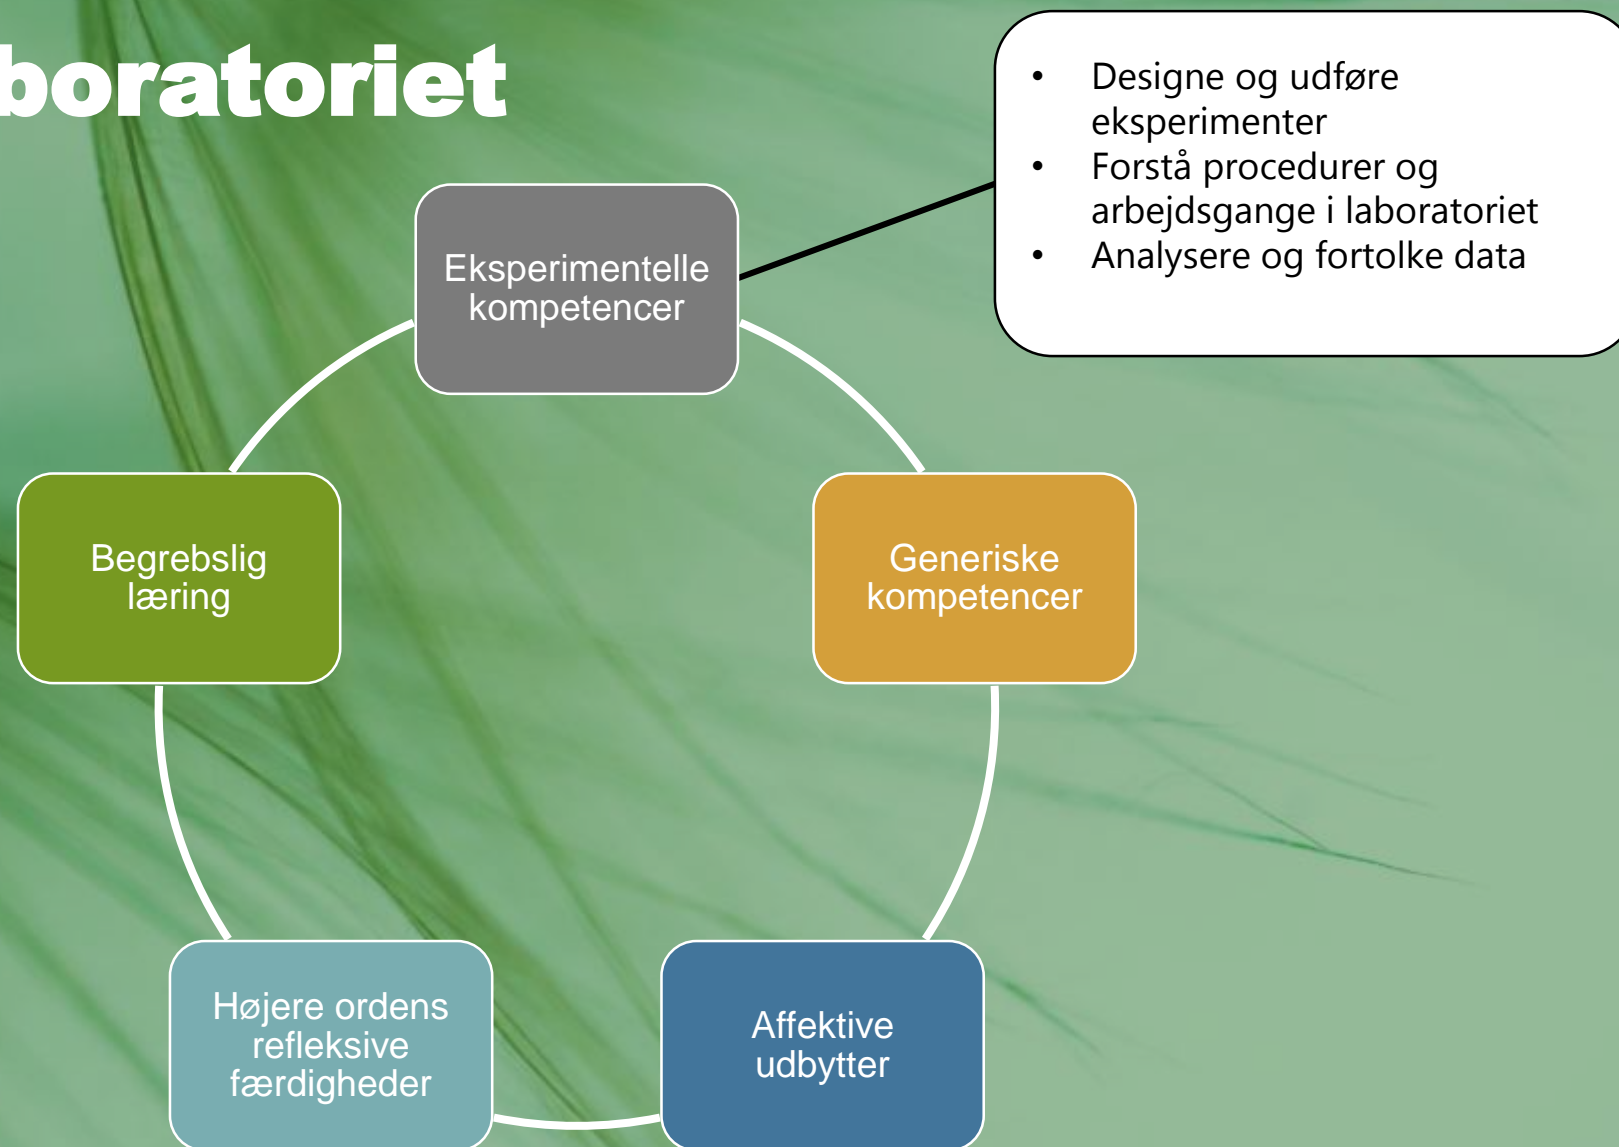 boratoriet
• Designe og udføre
eksperimenter
• Forstå procedurer og
arbejdsgange i laboratoriet
• Analysere og fortolke data
Eksperimentelle
kompetencer
Begrebslig
læring
Generiske
kompetencer
Højere ordens
refleksive
færdigheder
Affektive
udbytter